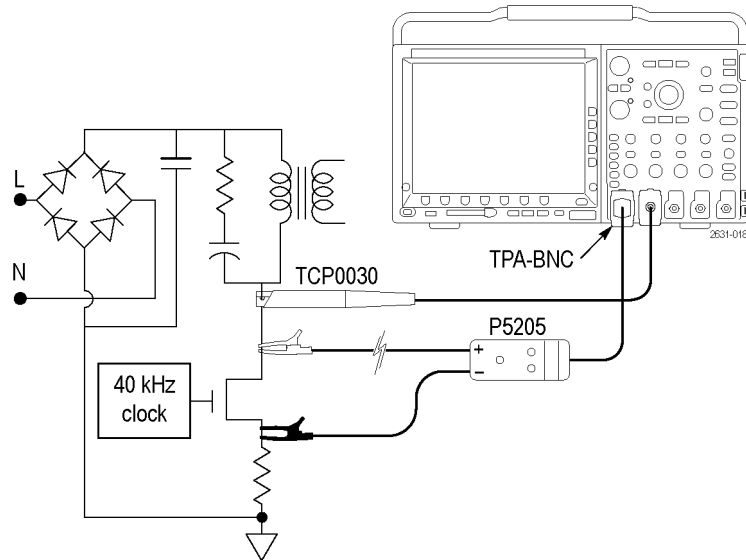 L
N
TCP0030
TPA-BNC
2631-018
P5205
+
–
40 kHz
clock